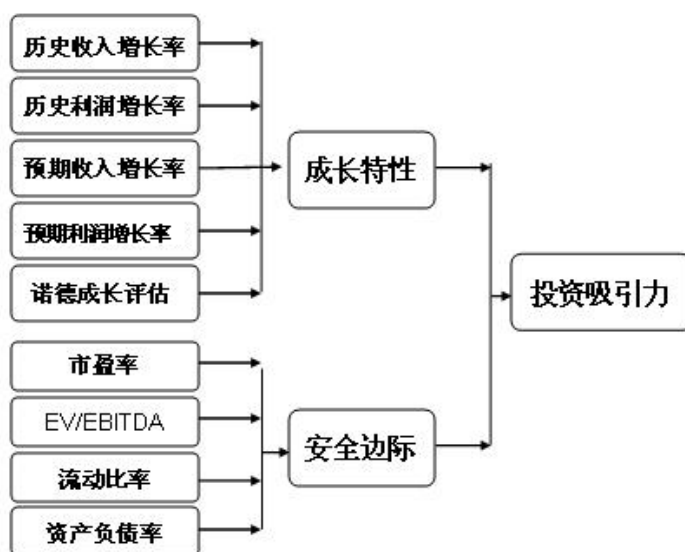 历史收入增长率
历史利润增长率
预期收入增长率
预期利润增长率
诺德成长评估
成长特性
市盈率
EV/EBITDA
流动比率
资产负债率
安全边际
投资吸引力